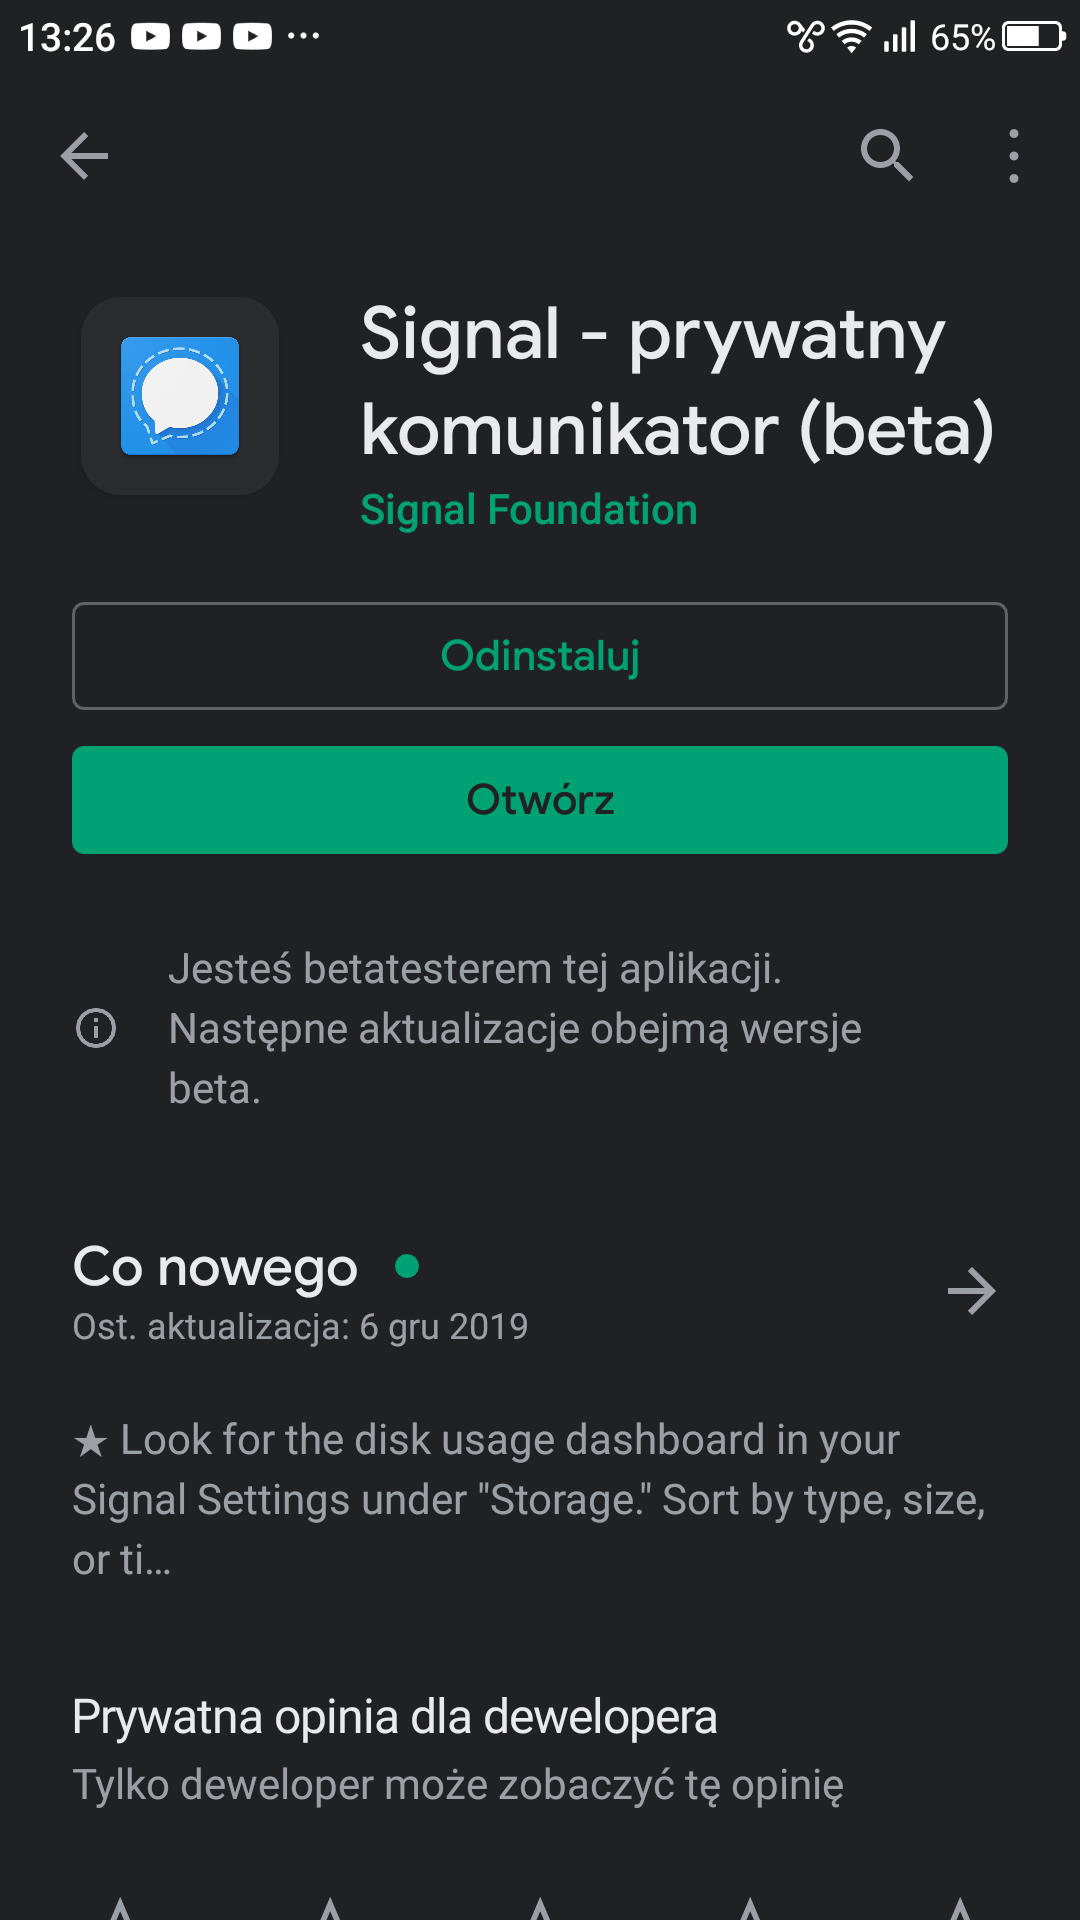 13:26
65%
Signal - prywatny
komunikator (beta)
Signal Foundation
Odinstaluj
Otwórz
Jesteś betatesterem tej aplikacji.
Następne aktualizacje obejmą wersje
beta.
Co nowego
Ost. aktualizacja: 6 gru 2019
★ Look for the disk usage dashboard in your
Signal Settings under "Storage." Sort by type, size,
or ti...
Prywatna opinia dla dewelopera
Tylko deweloper może zobaczyć tę opinię